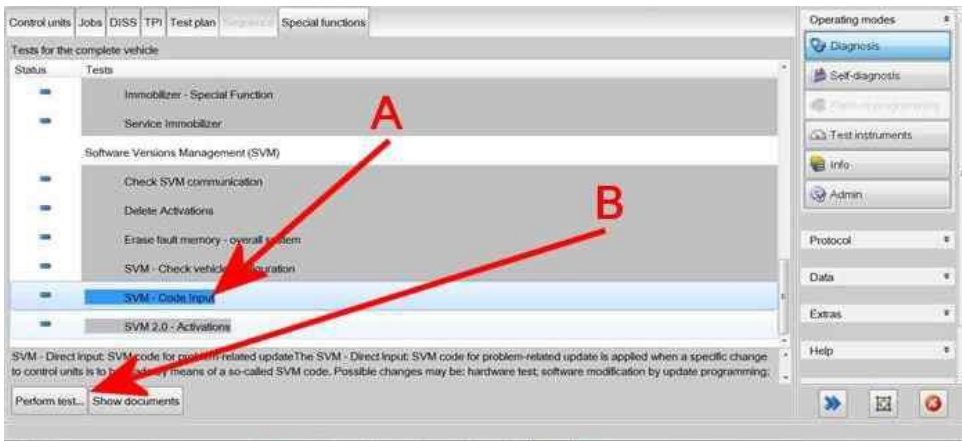 Control units Jobs DISS TPI Test plan Special functions
Tests for the complete vehicle
Status Tests
Immobilizer - Special Function
Service Immobilizer
Software Versions Management (SVM)
Check SVM communication
Delete Activations
Erase fault memory - overall system
SVM - Check vehicle configuration
SVM - Code Input
SVM 2.0 - Activations
SVM - Direct Input: SVM code for problem-related updateThe SVM - Direct Input: SVM code for problem-related update is applied when a specific change
to control units is to be by means of a so-called SVM code. Possible changes may be: hardware test; software modification by update programming;
Perform test... Show documents
A
B
Operating modes
Diagnosis
Self-diagnosis
Test instruments
Info
Admin
Protocol
Data
Extras
Help